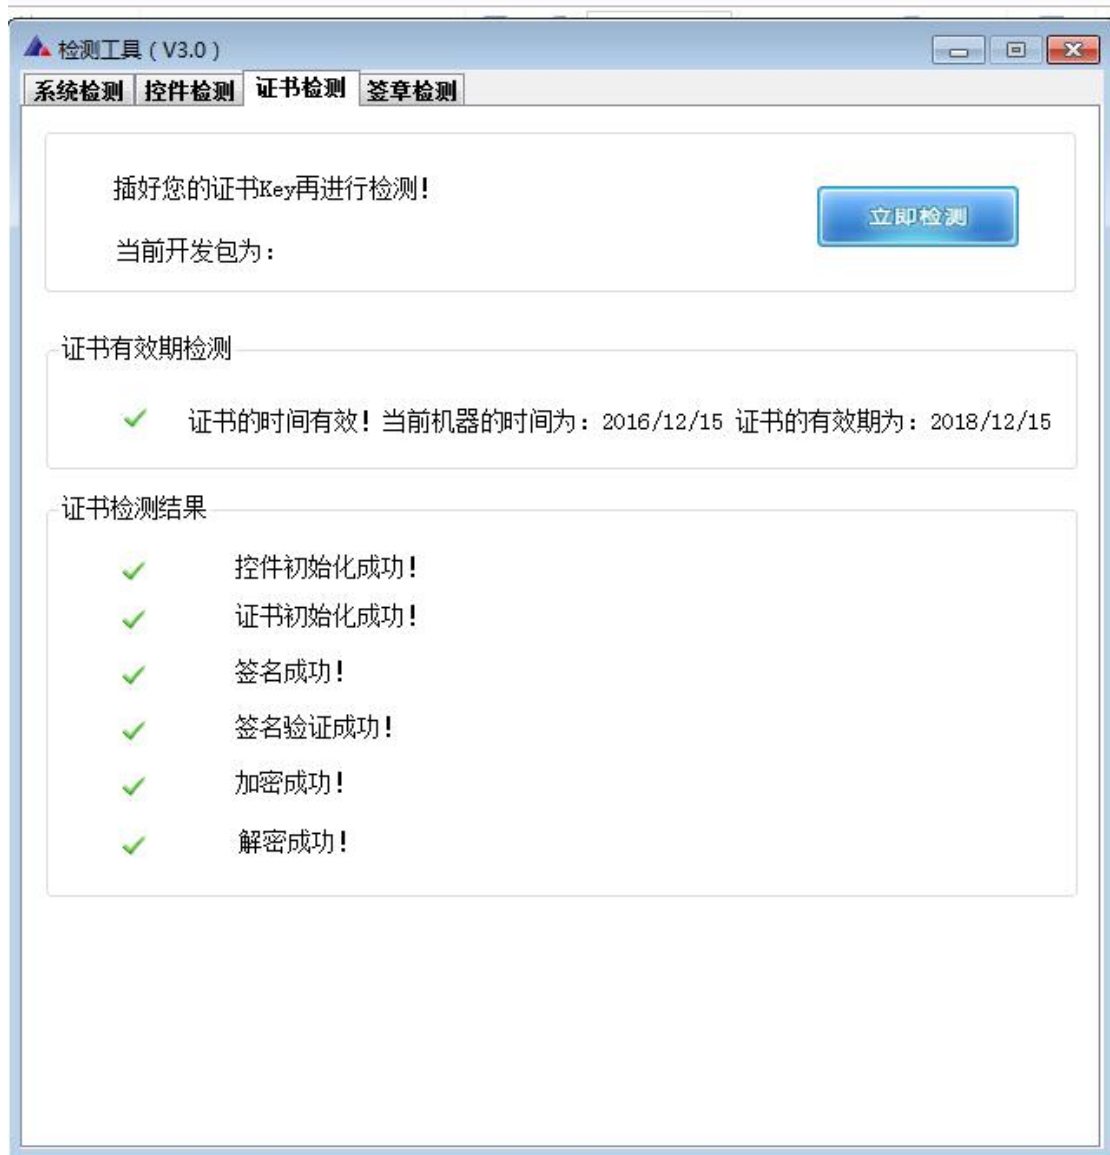 检测工具（V3.0）
系统检测 控件检测 证书检测 签章检测
插好您的证书Key再进行检测!
立即检测
当前开发包为:
证书有效期检测
证书的时间有效! 当前机器的时间为: 2016/12/15 证书的有效期为: 2018/12/15
证书检测结果
控件初始化成功!
证书初始化成功!
签名成功!
签名验证成功!
加密成功!
解密成功!